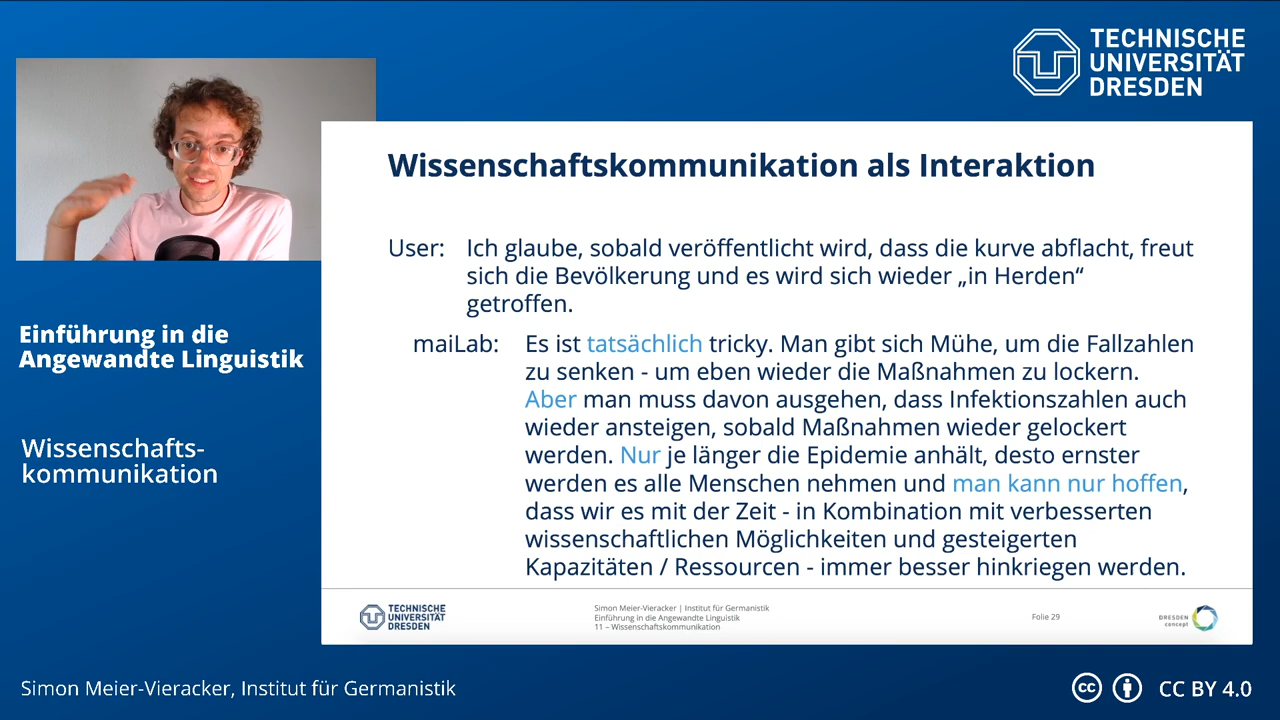 TECHNISCHE
UNIVERSITÄT
DRESDEN
Wissenschaftskommunikation als Interaktion
User: Ich glaube, sobald veröffentlicht wird, dass die kurve abflacht, freut
sich die Bevölkerung und es wird sich wieder „in Herden“
getroffen.
maiLab: Es ist tatsächlich tricky. Man gibt sich Mühe, um die Fallzahlen
zu senken - um eben wieder die Maßnahmen zu lockern.
Aber man muss davon ausgehen, dass Infektionszahlen auch
wieder ansteigen, sobald Maßnahmen wieder gelockert
werden. Nur je länger die Epidemie anhält, desto ernster
werden es alle Menschen nehmen und man kann nur hoffen,
dass wir es mit der Zeit - in Kombination mit verbesserten
wissenschaftlichen Möglichkeiten und gesteigerten
Kapazitäten / Ressourcen - immer besser hinkriegen werden.
Einführung in die
Angewandte Linguistik
Wissenschafts-
kommunikation
TECHNISCHE
UNIVERSITÄT
DRESDEN
Simon Meier-Vieracker | Institut für Germanistik
Einführung in die Angewandte Linguistik
11 – Wissenschaftskommunikation
Folie 29
DRESDEN
concept
Simon Meier-Vieracker, Institut für Germanistik
cc CC BY 4.0